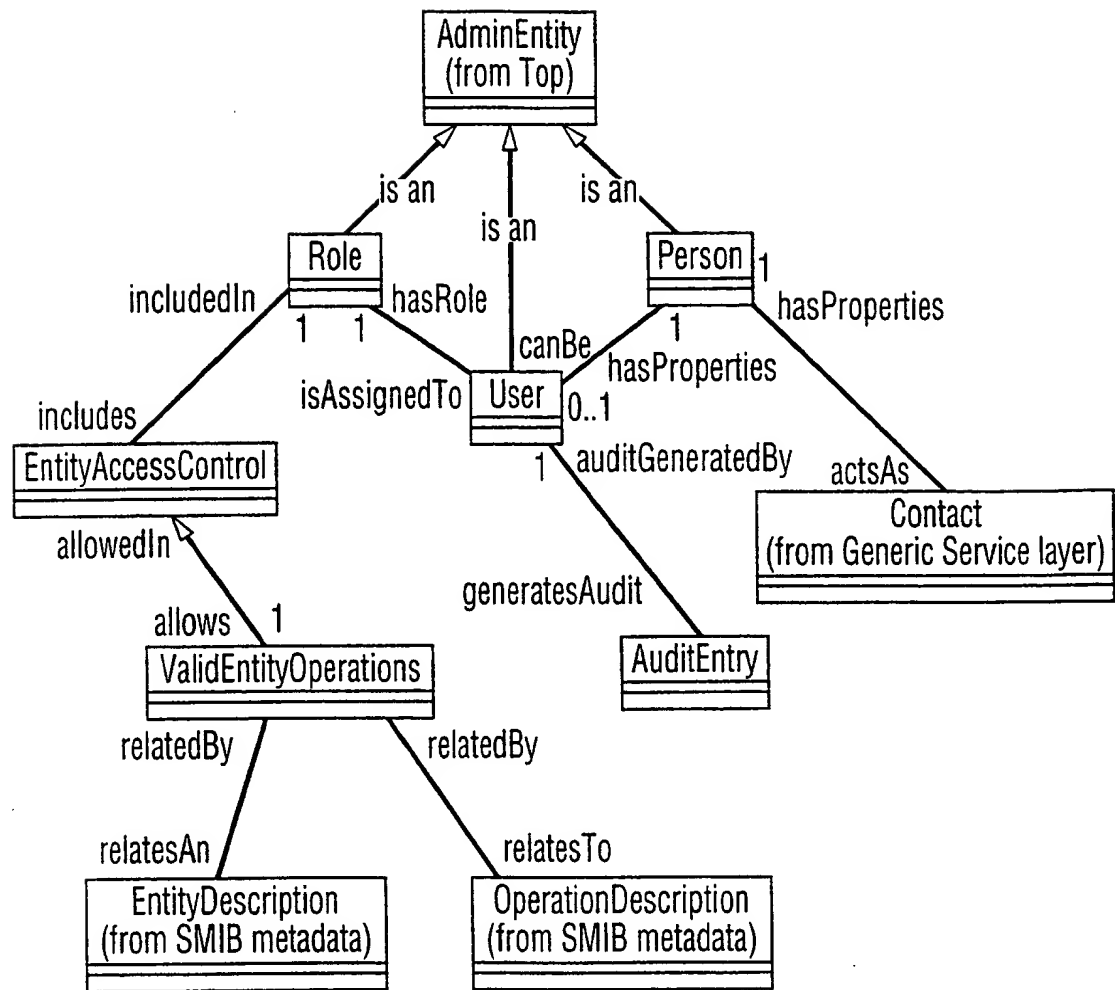 AdminEntity
(from Top)
is an
is an
is an
Role
Person
1
includedIn
hasRole
hasProperties
1
1
1
canBe
hasProperties
isAssignedTo
User
0..1
includes
1
auditGeneratedBy
EntityAccessControl
actsAs
Contact
(from Generic Service layer)
allowedIn
generatesAudit
allows
1
ValidEntityOperations
AuditEntry
relatedBy
relatedBy
relatesAn
relatesTo
EntityDescription
(from SMIB metadata)
OperationDescription
(from SMIB metadata)